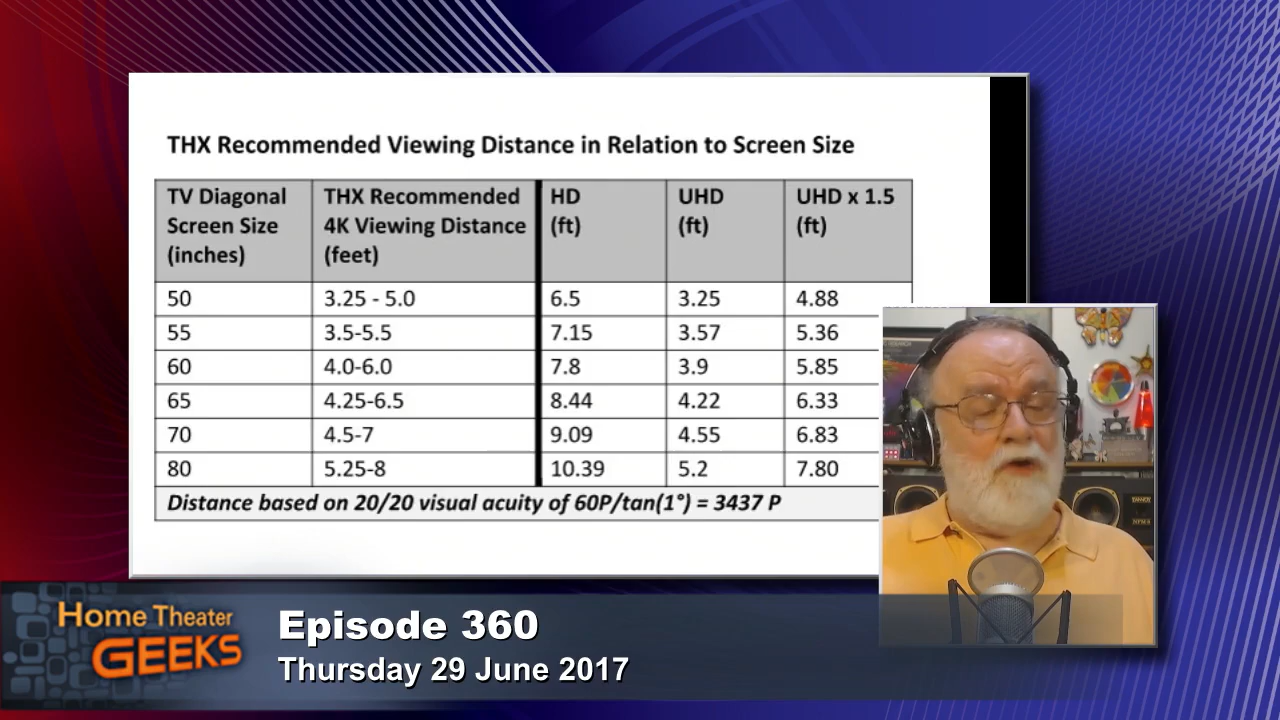 THX Recommended Viewing Distance in Relation to Screen Size
TV Diagonal Screen Size (inches) THX Recommended 4K Viewing Distance (feet) HD (ft) UHD (ft) UHD x 1.5 (ft)
50 3.25 - 5.0 6.5 3.25 4.88
55 3.5-5.5 7.15 3.57 5.36
60 4.0-6.0 7.8 3.9 5.85
65 4.25-6.5 8.44 4.22 6.33
70 4.5-7 9.09 4.55 6.83
80 5.25-8 10.39 5.2 7.80
Distance based on 20/20 visual acuity of 60P/tan(1°) = 3437 P
Home Theater
GEEKS
Episode 360
Thursday 29 June 2017